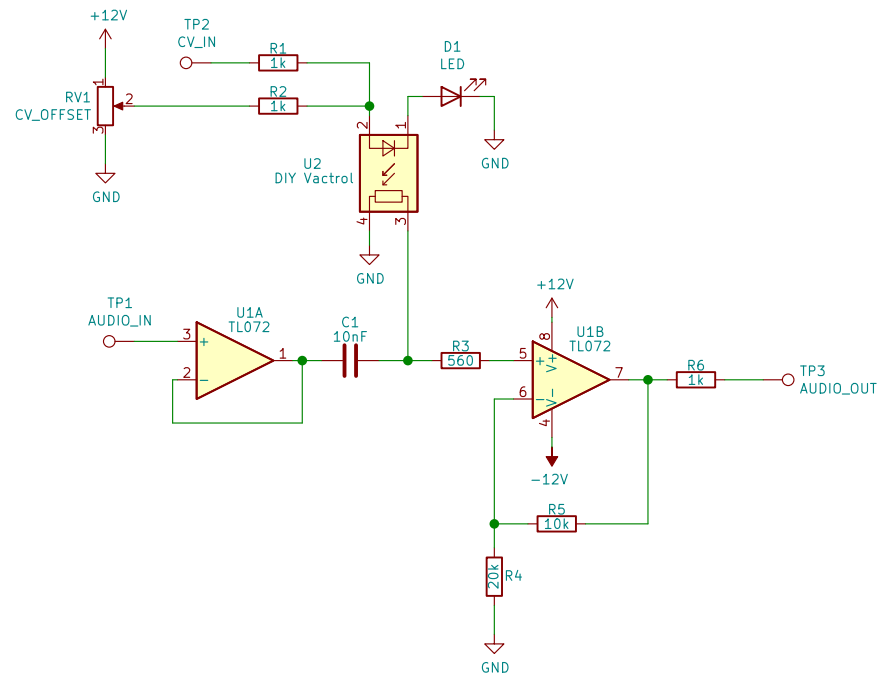 +12V
TP2
CV_IN
R1
1k
D1
LED
1
RV1
CV_OFFSET
2
3
R2
1k
GND
2
1
GND
U2
DIY Vactrol
4
3
GND
TP1
AUDIO_IN
U1A
TL072
3
+
2
−
1
C1
10nF
R3
560
+12V
8
U1B
TL072
5
+
V+
6
−
V-
4
7
-12V
R6
1k
TP3
AUDIO_OUT
R5
10k
20k
R4
GND